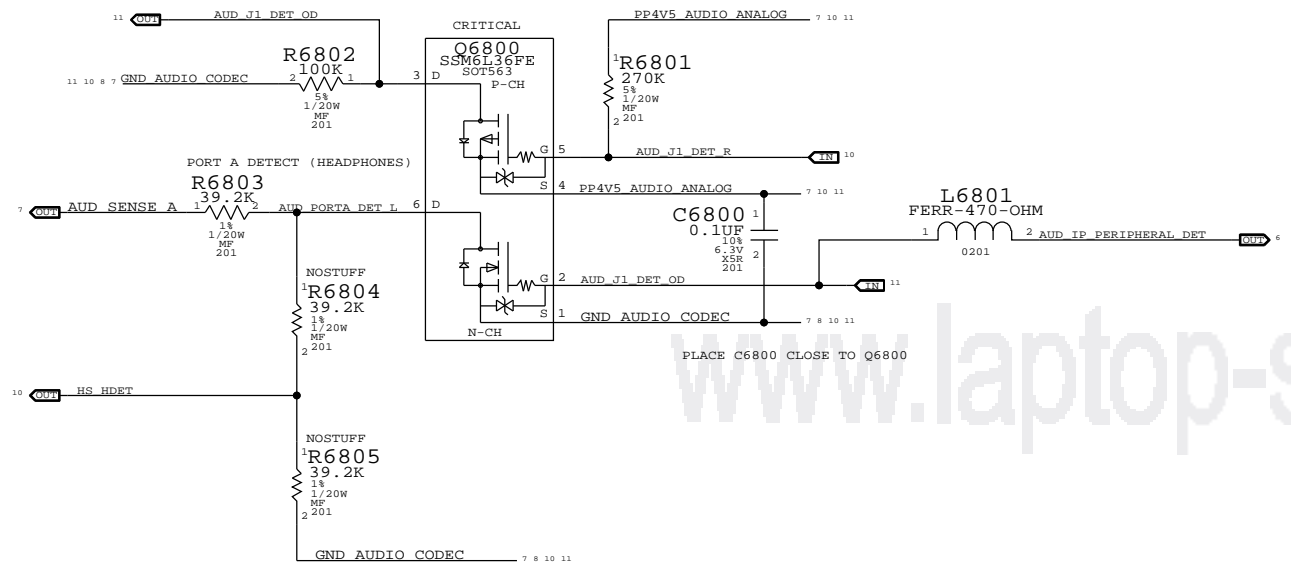 11 OUT AUD_J1_DET_OD
R6802
100K
11 10 8 7 GND_AUDIO_CODEC 2 1
5%
1/20W
MF
201
CRITICAL
Q6800
SSM6L36FE
SOT563
P-CH
3 D
G 5
S 4
6 D
G 2
S 1
N-CH
PP4V5_AUDIO_ANALOG 7 10 11
1 R6801
270K
5%
1/20W
MF
2 201
AUD_J1_DET_R IN 10
PP4V5_AUDIO_ANALOG 7 10 11
PORT A DETECT (HEADPHONES)
R6803
39.2K
7 OUT AUD_SENSE_A 1 2 AUD_PORTA_DET_L
1%
1/20W
MF
201
C6800 1
0.1UF
10%
6.3V
X5R 2
201
L6801
FERR-470-OHM
1 2 AUD_IP_PERIPHERAL_DET OUT 6
0201
AUD_J1_DET_OD IN 11
GND_AUDIO_CODEC 7 8 10 11
PLACE C6800 CLOSE TO Q6800
NOSTUFF
1 R6804
39.2K
1%
1/20W
MF
2 201
10 OUT HS_HDET
NOSTUFF
1 R6805
39.2K
1%
1/20W
MF
2 201
GND_AUDIO_CODEC 7 8 10 11
www.laptop-s